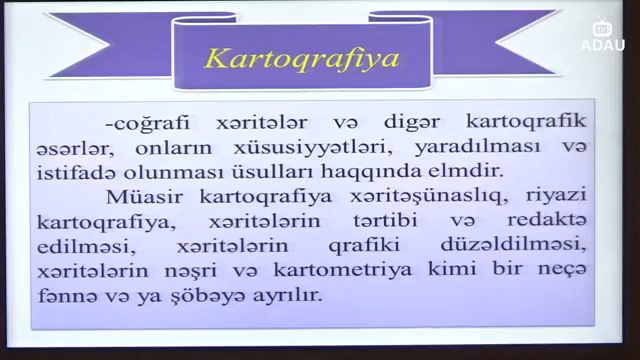 TV
ADAU
Kartoqrafiya
-coğrafi xəritələr və digər kartoqrafik
əsərlər, onların xüsusiyyətləri, yaradılması və
istifadə olunması üsulları haqqında elmdir.
Müasir kartoqrafiya xəritəşünaslıq, riyazi
kartoqrafiya, xəritələrin tərtibi və redaktə
edilməsi, xəritələrin qrafiki düzəldilməsi,
xəritələrin nəşri və kartometriya kimi bir neçə
fənnə və ya şöbəyə ayrılır.